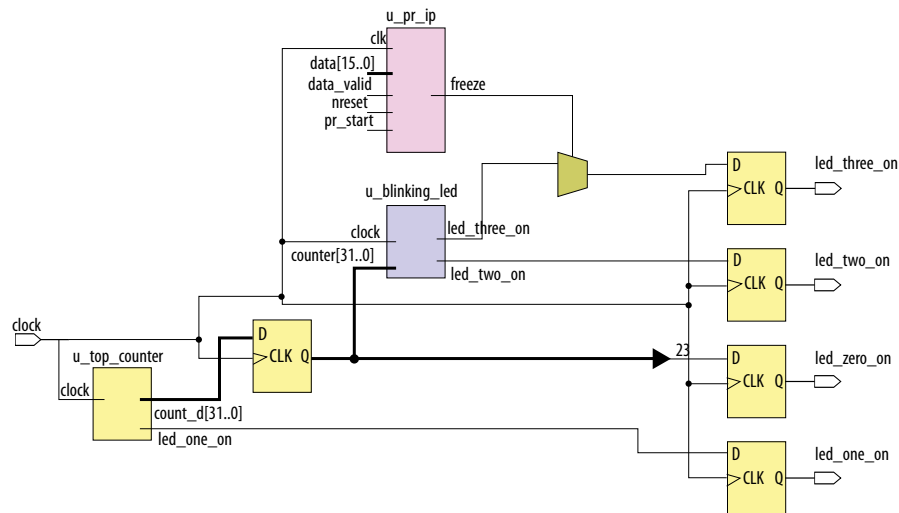 u_pr_ip
clk
data[15..0]
data_valid
nreset
pr_start
freeze
u_blinking_led
clock
counter[31..0]
led_three_on
led_two_on
D
CLK Q
led_three_on
D
CLK Q
led_two_on
clock
u_top_counter
clock
count_d[31..0]
led_one_on
D
CLK Q
23
D
CLK Q
led_zero_on
D
CLK Q
led_one_on